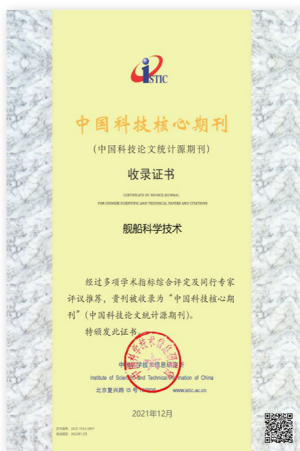 ISTIC
中国科技核心期刊
(中国科技论文统计源期刊)
收录证书
CERTIFICATE OF SOURCE JOURNAL
FOR CHINESE SCIENTIFIC AND TECHNICAL PAPERS AND CITATIONS
舰船科学技术
经过多项学术指标综合评定及同行专家
评议推荐，贵刊被收录为“中国科技核心期
刊”(中国科技论文统计源期刊)。
特颁发此证书。
中国科学技术信息研究所
Institute of Scientific and Technical Information of China
北京复兴路 15 号 100038 www.istic.ac.cn
2021年12月